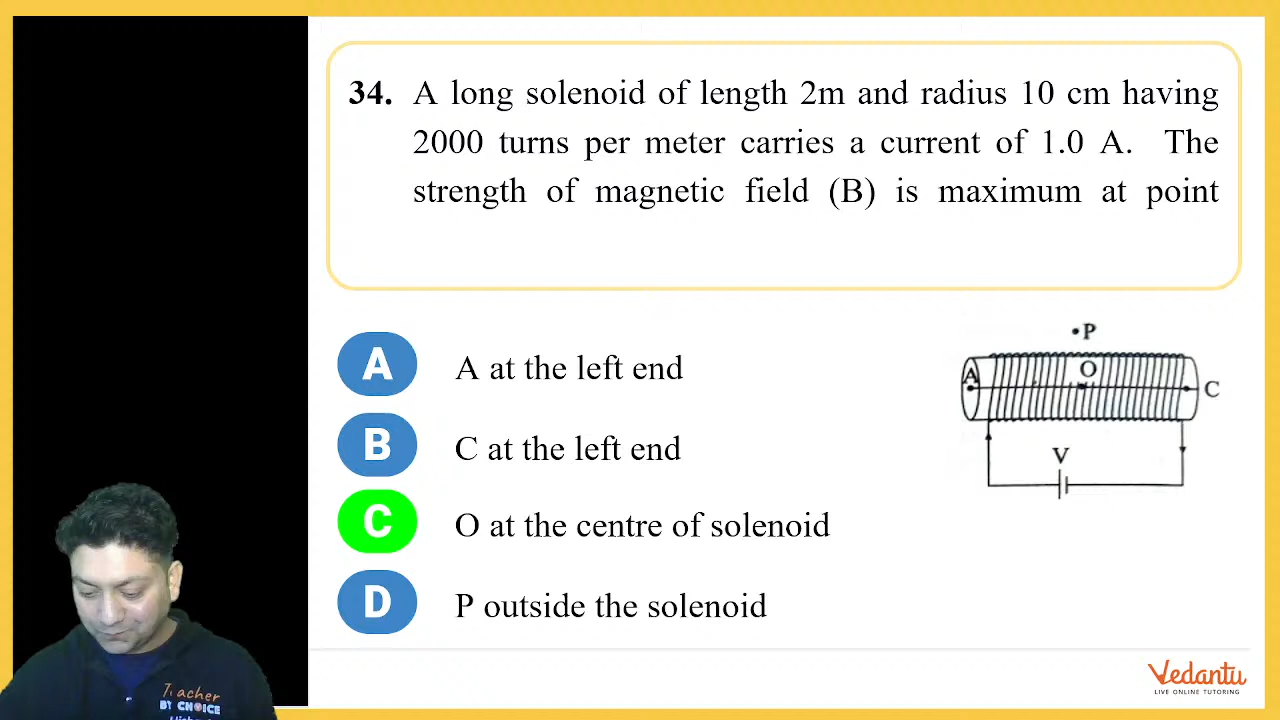 34. A long solenoid of length 2m and radius 10 cm having
2000 turns per meter carries a current of 1.0 A. The
strength of magnetic field (B) is maximum at point
A A at the left end
B C at the left end
C O at the centre of solenoid
D P outside the solenoid
P
A
O
C
V
Teacher
BY CHOICE
Vedantu
LIVE ONLINE TUTORING